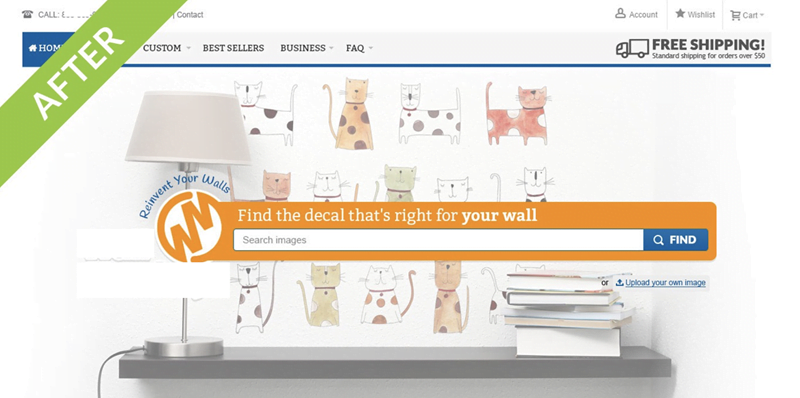 CALL: | Contact
Account
Wishlist
Cart
AFTER
HOM
CUSTOM
BEST SELLERS
BUSINESS
FAQ
FREE SHIPPING!
Standard shipping for orders over $50
Reinvent Your Walls
Find the decal that's right for your wall
Search images
FIND
or Upload your own image